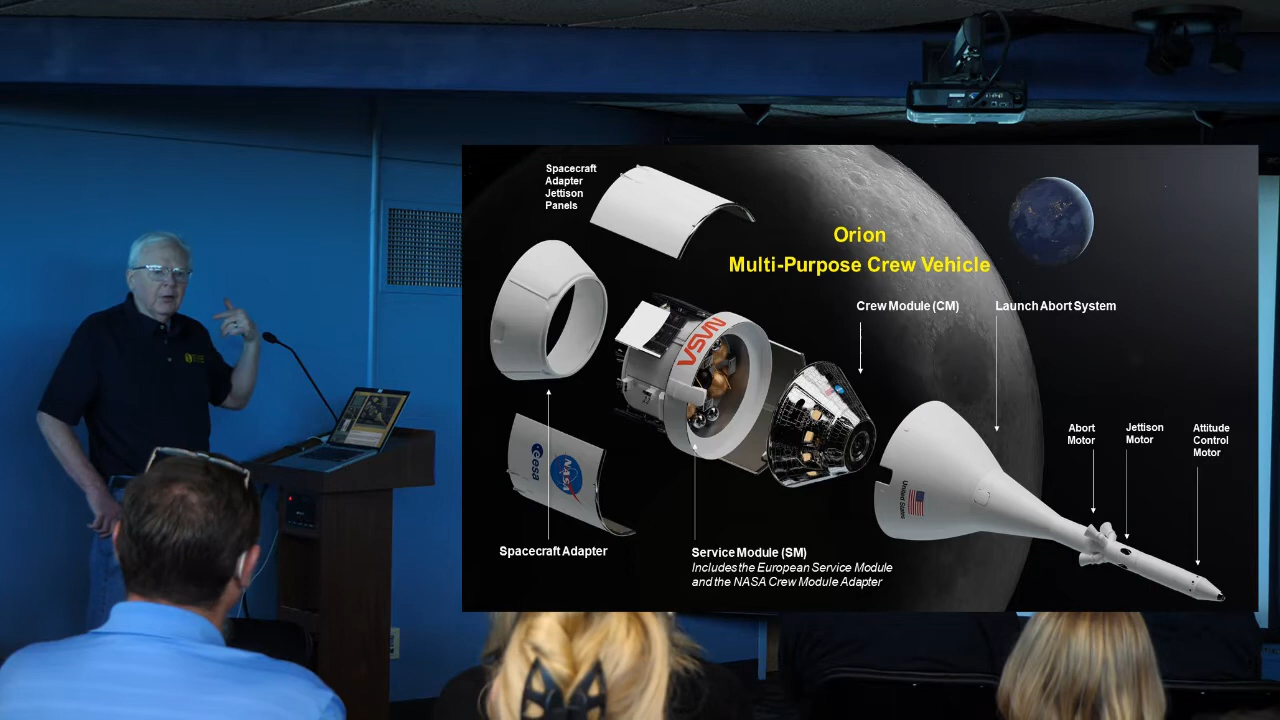 Spacecraft
Adapter
Jettison
Panels
Orion
Multi-Purpose Crew Vehicle
Crew Module (CM)
Launch Abort System
NASA
Abort
Motor
Jettison
Motor
Attitude
Control
Motor
esa
NASA
United States
Spacecraft Adapter
Service Module (SM)
Includes the European Service Module
and the NASA Crew Module Adapter